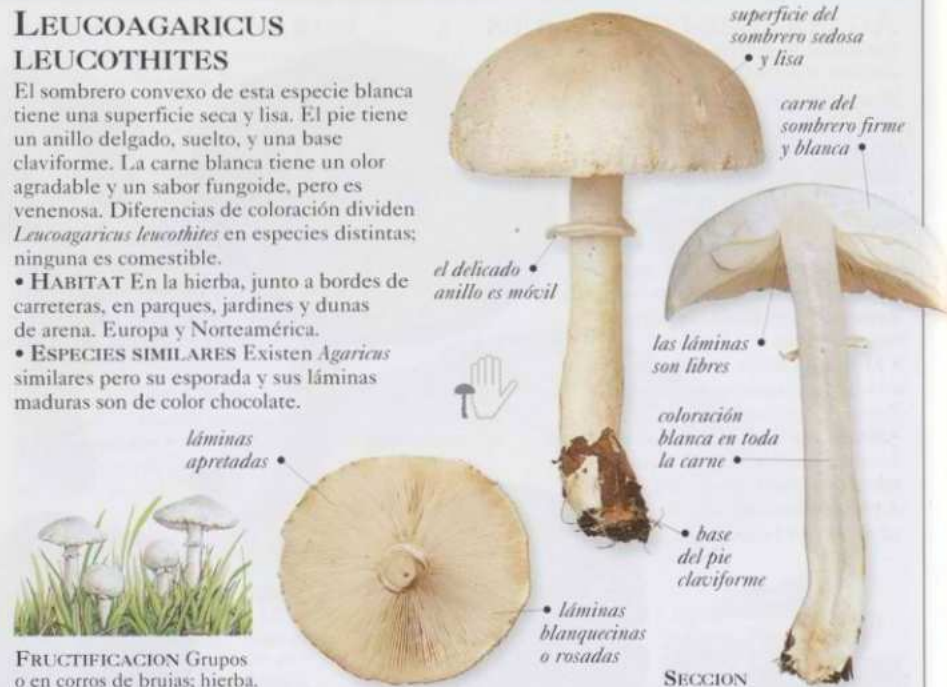 LEUCOAGARICUS
LEUCOTHITES
El sombrero convexo de esta especie blanca
tiene una superficie seca y lisa. El pie tiene
un anillo delgado, suelto, y una base
claviforme. La carne blanca tiene un olor
agradable y un sabor fungoide, pero es
venenosa. Diferencias de coloración dividen
Leucoagaricus leucothites en especies distintas;
ninguna es comestible.
• HABITAT En la hierba, junto a bordes de
carreteras, en parques, jardines y dunas
de arena. Europa y Norteamérica.
• ESPECIES SIMILARES Existen Agaricus
similares pero su esporada y sus láminas
maduras son de color chocolate.
superficie del
sombrero sedosa
• y lisa
carne del
sombrero firme
y blanca •
el delicado •
anillo es móvil
las láminas •
son libres
coloración
blanca en toda
la carne •
láminas
apretadas •
• base
del pie
claviforme
• láminas
blanquecinas
o rosadas
FRUCTIFICACION Grupos
o en corros de brujas; hierba.
SECCION